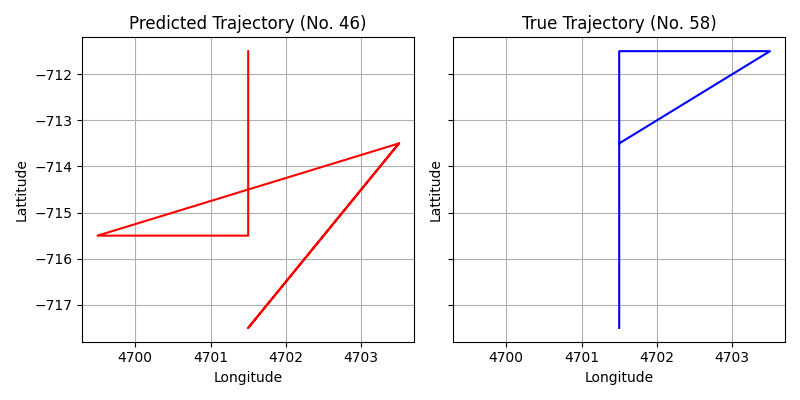 Predicted Trajectory (No. 46)
True Trajectory (No. 58)
−712
−713
−714
−715
−716
−717
Lattitude
Lattitude
4700 4701 4702 4703
4700 4701 4702 4703
Longitude
Longitude